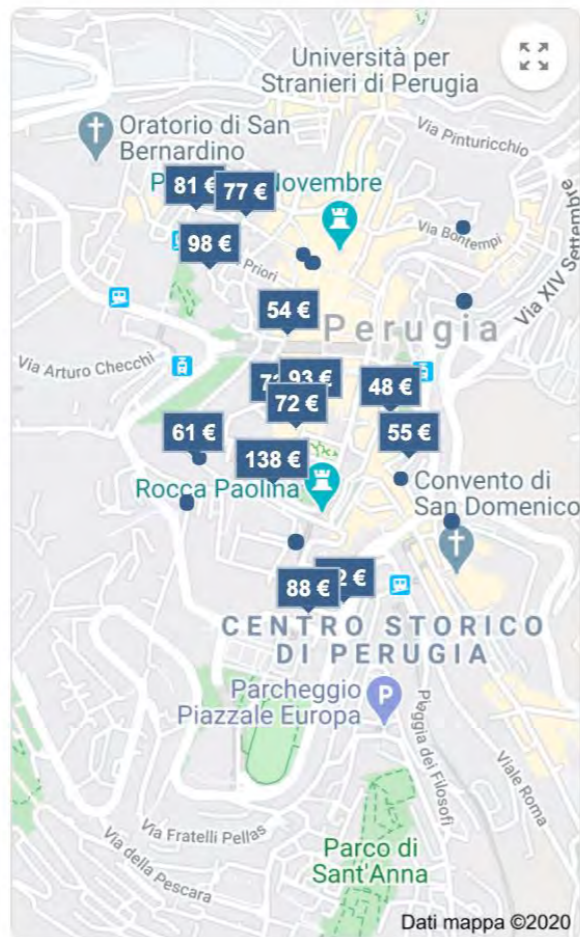 Università per
Stranieri di Perugia
Via Pinturicchio
Oratorio di San
Bernardino
81 €
77 €
Novembre
98 €
Priori
Via Bontempi
Via XIV Settembre
54 €
Perugia
Via Arturo Checchi
93 €
72 €
48 €
61 €
55 €
138 €
Rocca Paolina
Convento di
San Domenico
88 €
2 €
CENTRO STORICO
DI PERUGIA
Parcheggio
Piazzale Europa
Piaggia dei Filosofi
Viale Roma
Via Fratelli Pellas
Via della Pescara
Parco di
Sant'Anna
Dati mappa ©2020